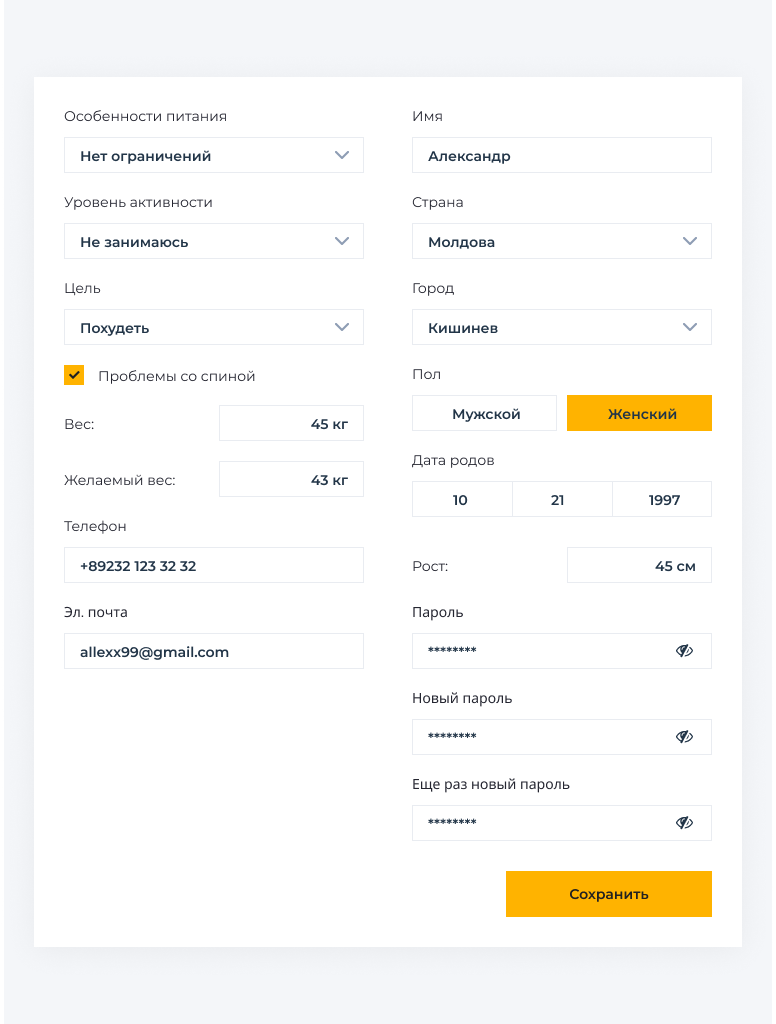 Особенности питания
Нет ограничений
Уровень активности
Не занимаюсь
Цель
Похудеть
Проблемы со спиной
Вес:
45 кг
Желаемый вес:
43 кг
Телефон
+89232 123 32 32
Эл. почта
allexx99@gmail.com
Имя
Александр
Страна
Молдова
Город
Кишинев
Пол
Мужской
Женский
Дата родов
10
21
1997
Рост:
45 см
Пароль
********
Новый пароль
********
Еще раз новый пароль
********
Сохранить